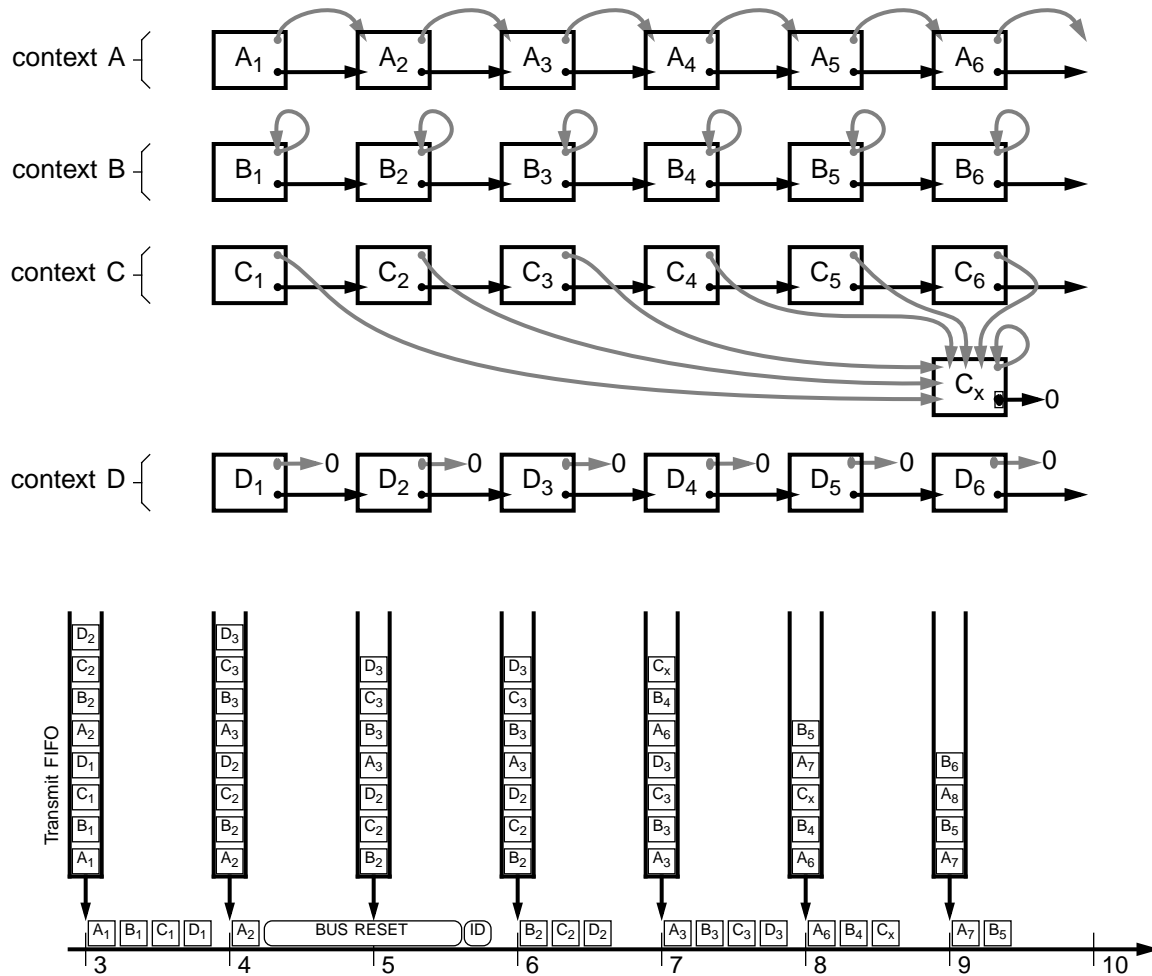 context A A1 A2 A3 A4 A5 A6
context B B1 B2 B3 B4 B5 B6
context C C1 C2 C3 C4 C5 C6
Cx 0
context D D1 0 D2 0 D3 0 D4 0 D5 0 D6 0
Transmit FIFO
D2 D3
C2 C3 D3 D3 Cx
B2 B3 C3 C3 B4
A2 A3 B3 B3 A6 B5
D1 D2 A3 A3 D3 A7 B6
C1 C2 D2 D2 C3 Cx A8
B1 B2 C2 C2 B3 B4 B5
A1 A2 B2 B2 A3 A6 A7
A1 B1 C1 D1 A2 BUS RESET ID B2 C2 D2 A3 B3 C3 D3 A6 B4 Cx A7 B5
3 4 5 6 7 8 9 10